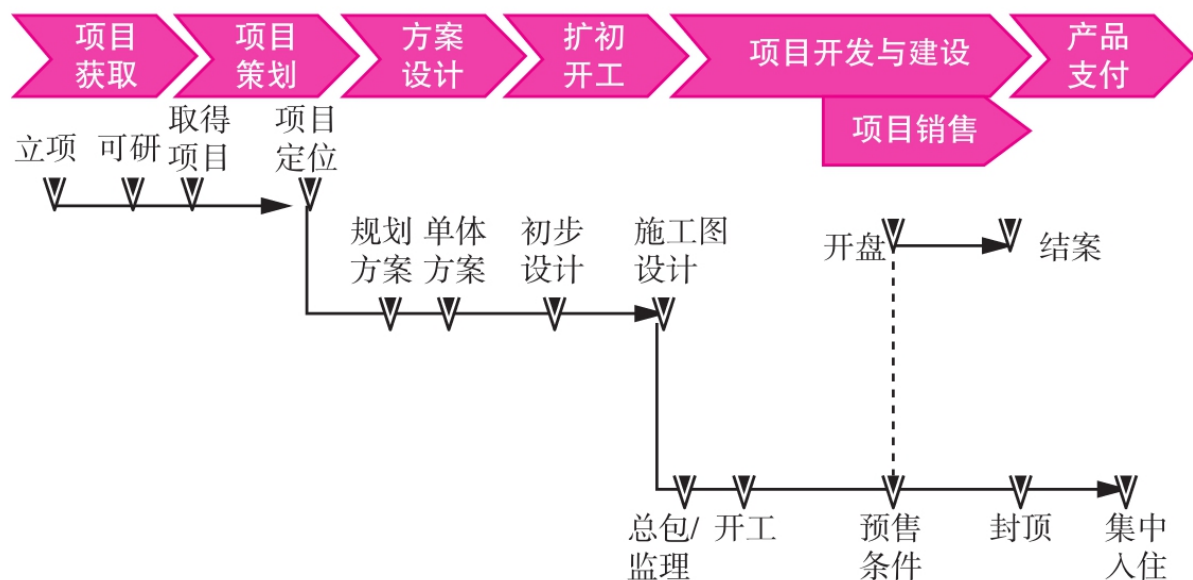 项目
获取
项目
策划
方案
设计
扩初
开工
项目开发与建设
产品
支付
项目销售
立项
可研
取得
项目
项目
定位
规划
方案
单体
方案
初步
设计
施工图
设计
开盘
结案
总包/
监理
开工
预售
条件
封顶
集中
入住